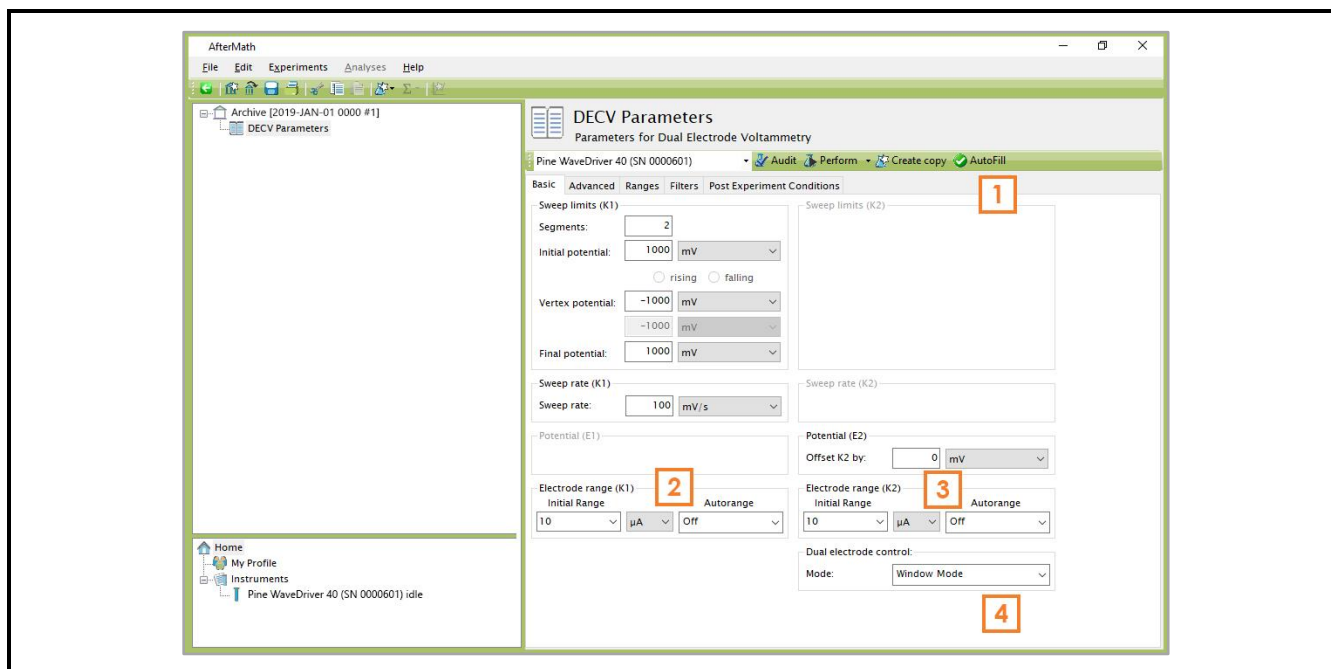 AfterMath
File Edit Experiments Analyses Help
Archive [2019-JAN-01 0000 #1]
DECV Parameters
DECV Parameters
Parameters for Dual Electrode Voltammetry
Pine WaveDriver 40 (SN 0000601) Audit Perform Create copy AutoFill
1
Basic Advanced Ranges Filters Post Experiment Conditions
Sweep limits (K1) Sweep limits (K2)
Segments: 2
Initial potential: 1000 mV
rising falling
Vertex potential: -1000 mV
-1000 mV
Final potential: 1000 mV
Sweep rate (K1) Sweep rate (K2)
Sweep rate: 100 mV/s
Potential (E1) Potential (E2)
Offset K2 by: 0 mV
2 3
Electrode range (K1) Electrode range (K2)
Initial Range Autorange Initial Range Autorange
10 µA Off 10 µA Off
Dual electrode control:
Mode: Window Mode
4
Home
My Profile
Instruments
Pine WaveDriver 40 (SN 0000601) idle